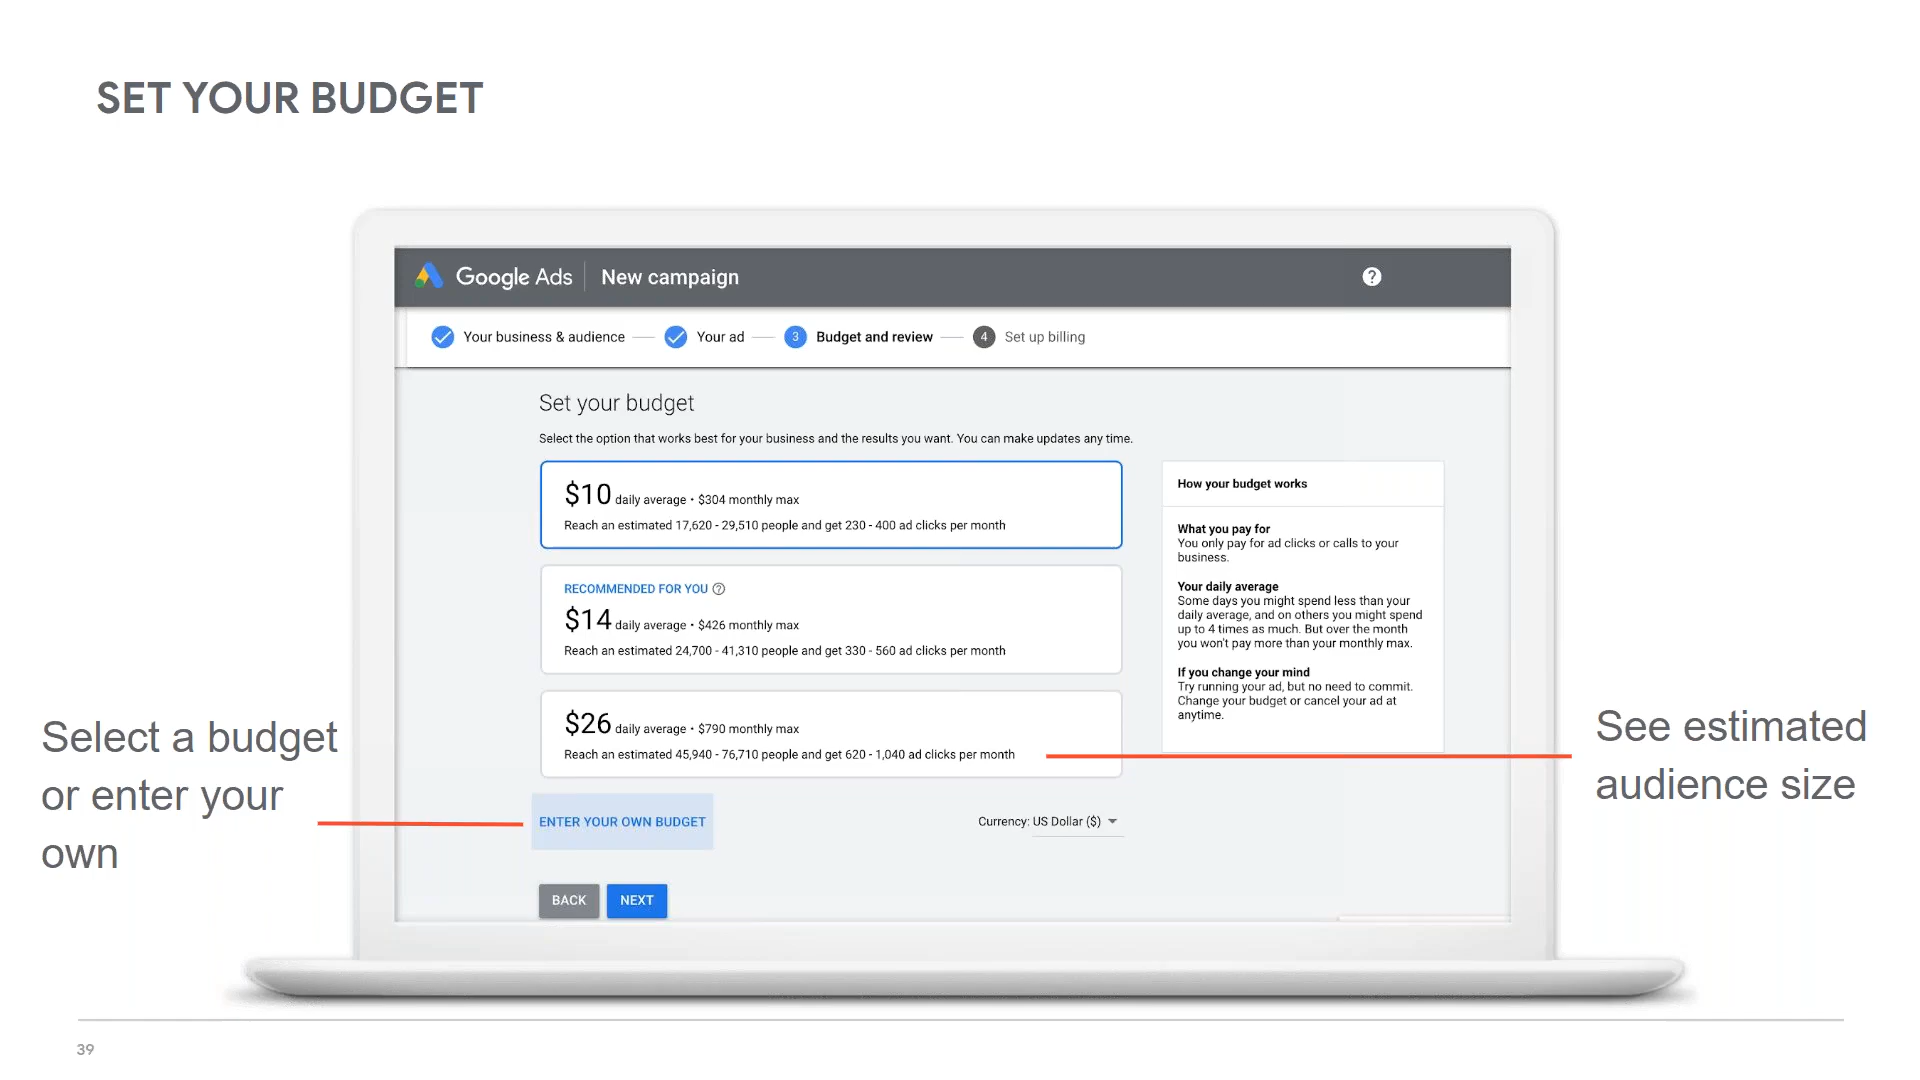 SET YOUR BUDGET
Google Ads New campaign ?
Your business & audience Your ad 3 Budget and review 4 Set up billing
Set your budget
Select the option that works best for your business and the results you want. You can make updates any time.
$10 daily average • $304 monthly max
Reach an estimated 17,620 - 29,510 people and get 230 - 400 ad clicks per month
RECOMMENDED FOR YOU ?
$14 daily average • $426 monthly max
Reach an estimated 24,700 - 41,310 people and get 330 - 560 ad clicks per month
$26 daily average • $790 monthly max
Reach an estimated 45,940 - 76,710 people and get 620 - 1,040 ad clicks per month
ENTER YOUR OWN BUDGET
Currency: US Dollar ($)
BACK NEXT
How your budget works
What you pay for
You only pay for ad clicks or calls to your
business.
Your daily average
Some days you might spend less than your
daily average, and on others you might spend
up to 4 times as much. But over the month
you won't pay more than your monthly max.
If you change your mind
Try running your ad, but no need to commit.
Change your budget or cancel your ad at
anytime.
Select a budget
or enter your
own
See estimated
audience size
39